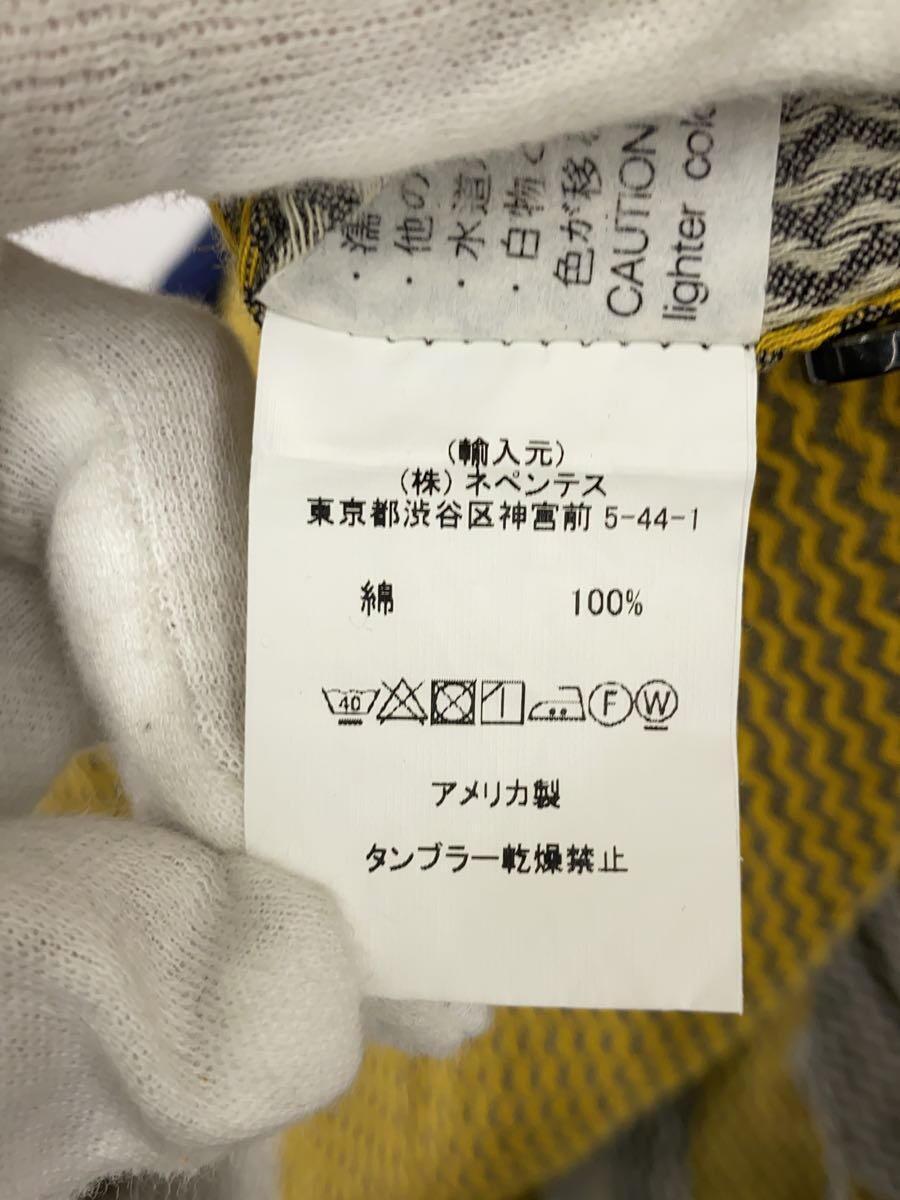 ・濡
・他の
・水道
・白物と
色が移
CAUTION
lighter
(輸入元)
(株) ネペンテス
東京都渋谷区神宮前 5-44-1
綿 100%
40 F W
アメリカ製
タンブラー乾燥禁止